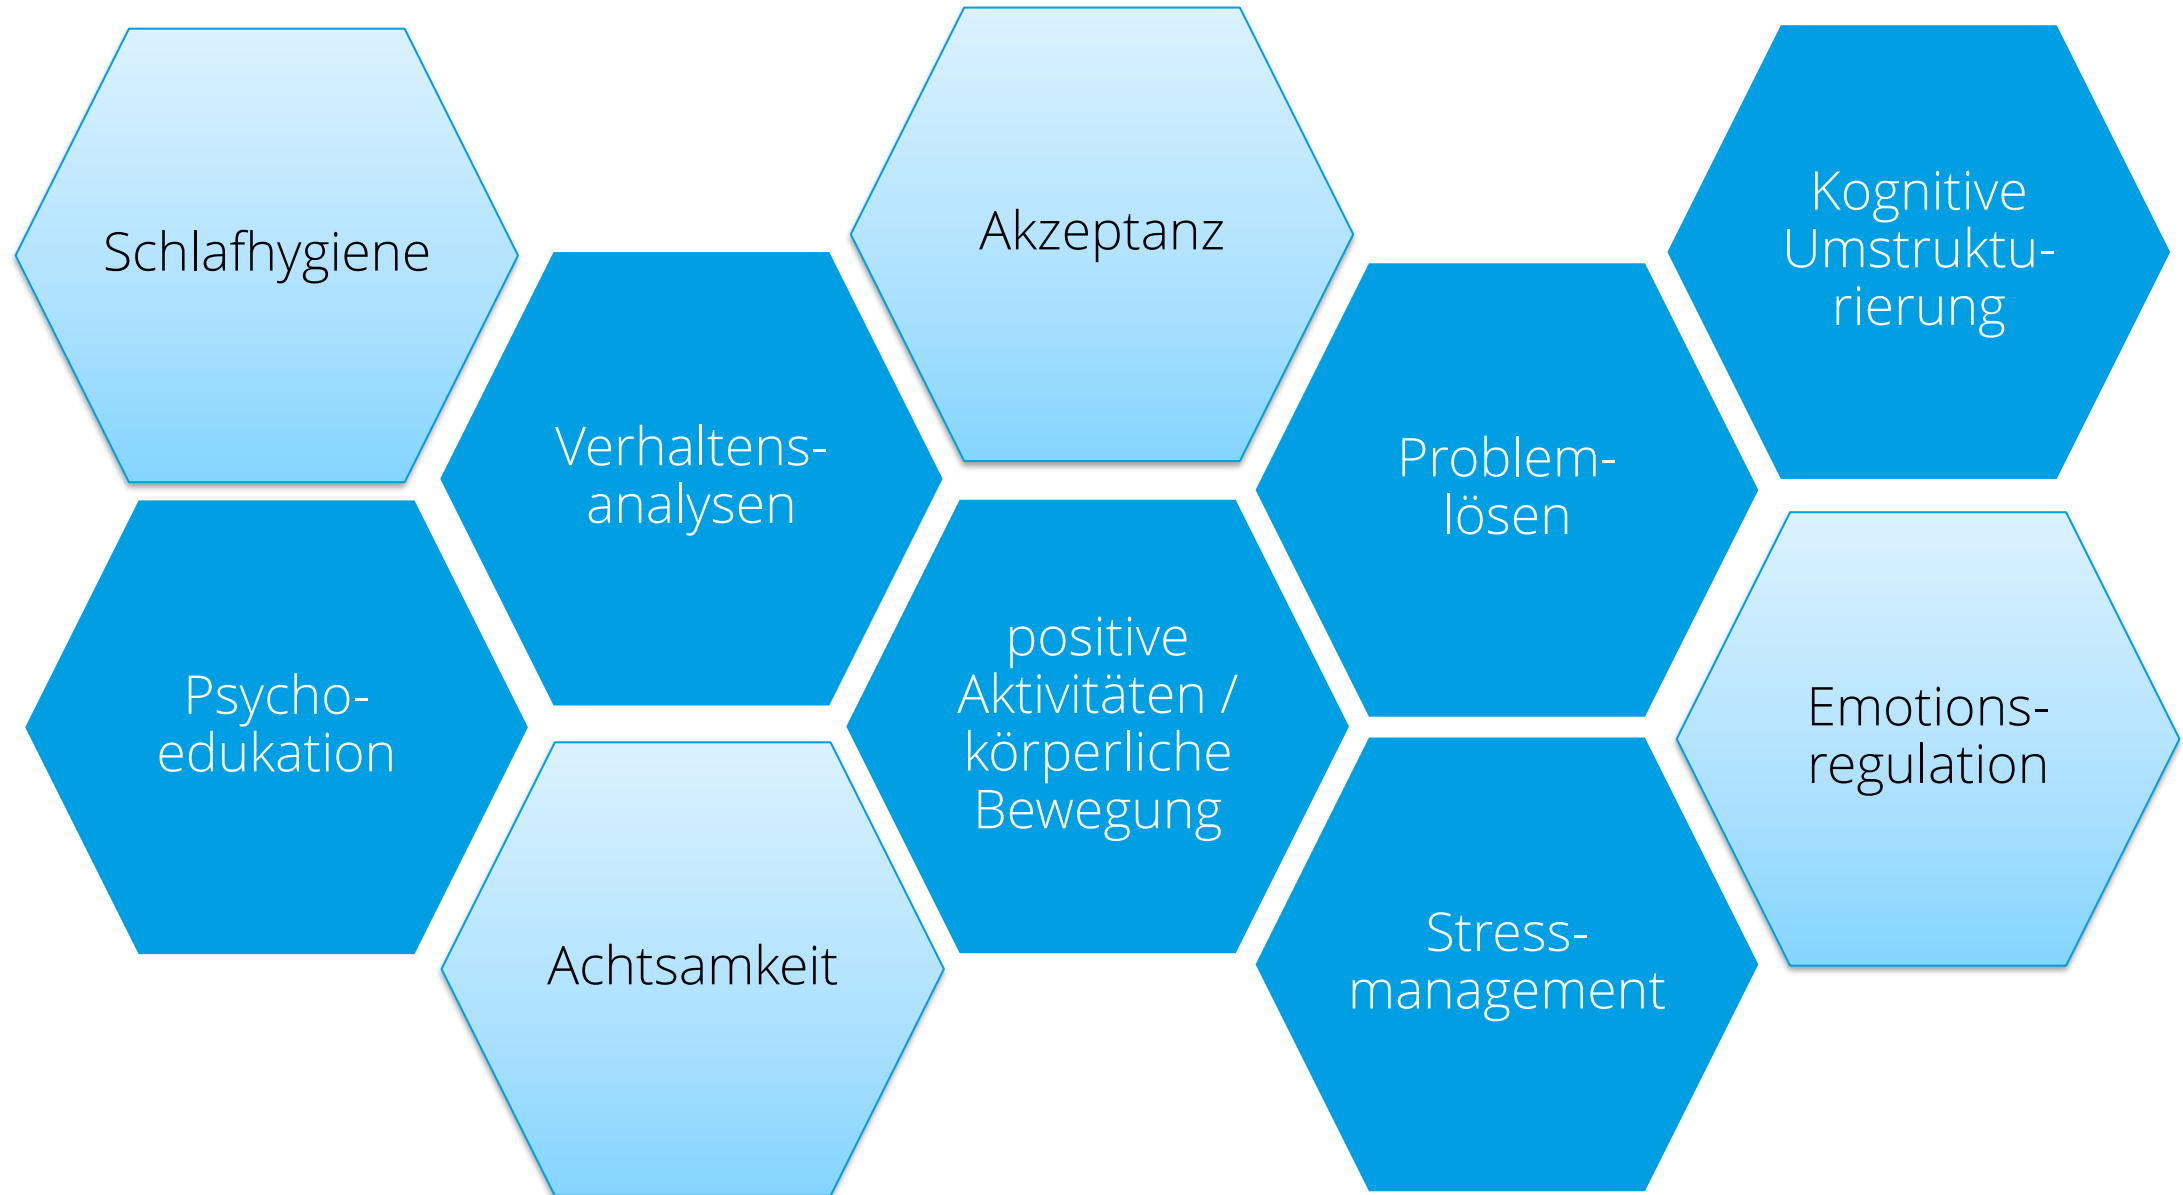 Schlafhygiene
Akzeptanz
Kognitive
Umstruktu-
rierung
Verhaltens-
analysen
Problem-
lösen
Psycho-
edukation
positive
Aktivitäten /
körperliche
Bewegung
Emotions-
regulation
Achtsamkeit
Stress-
management